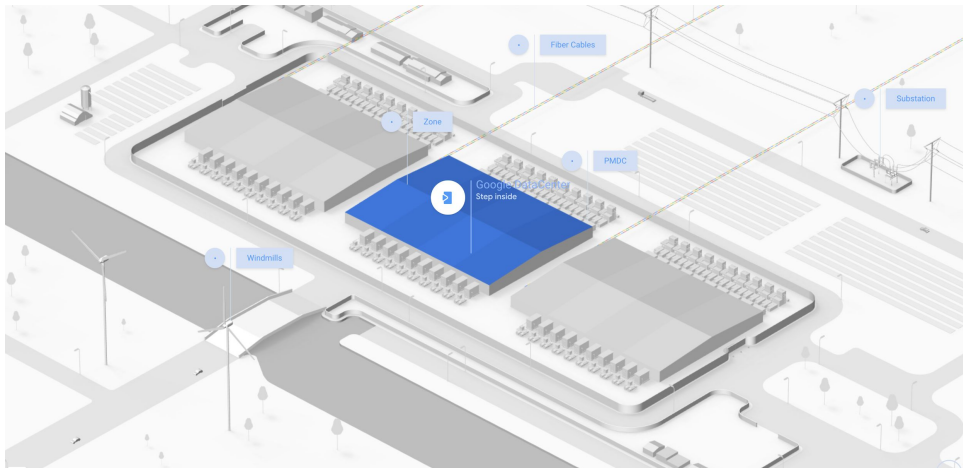 Fiber Cables
Substation
Zone
PMDC
Google Data Center
Step inside
Windmills